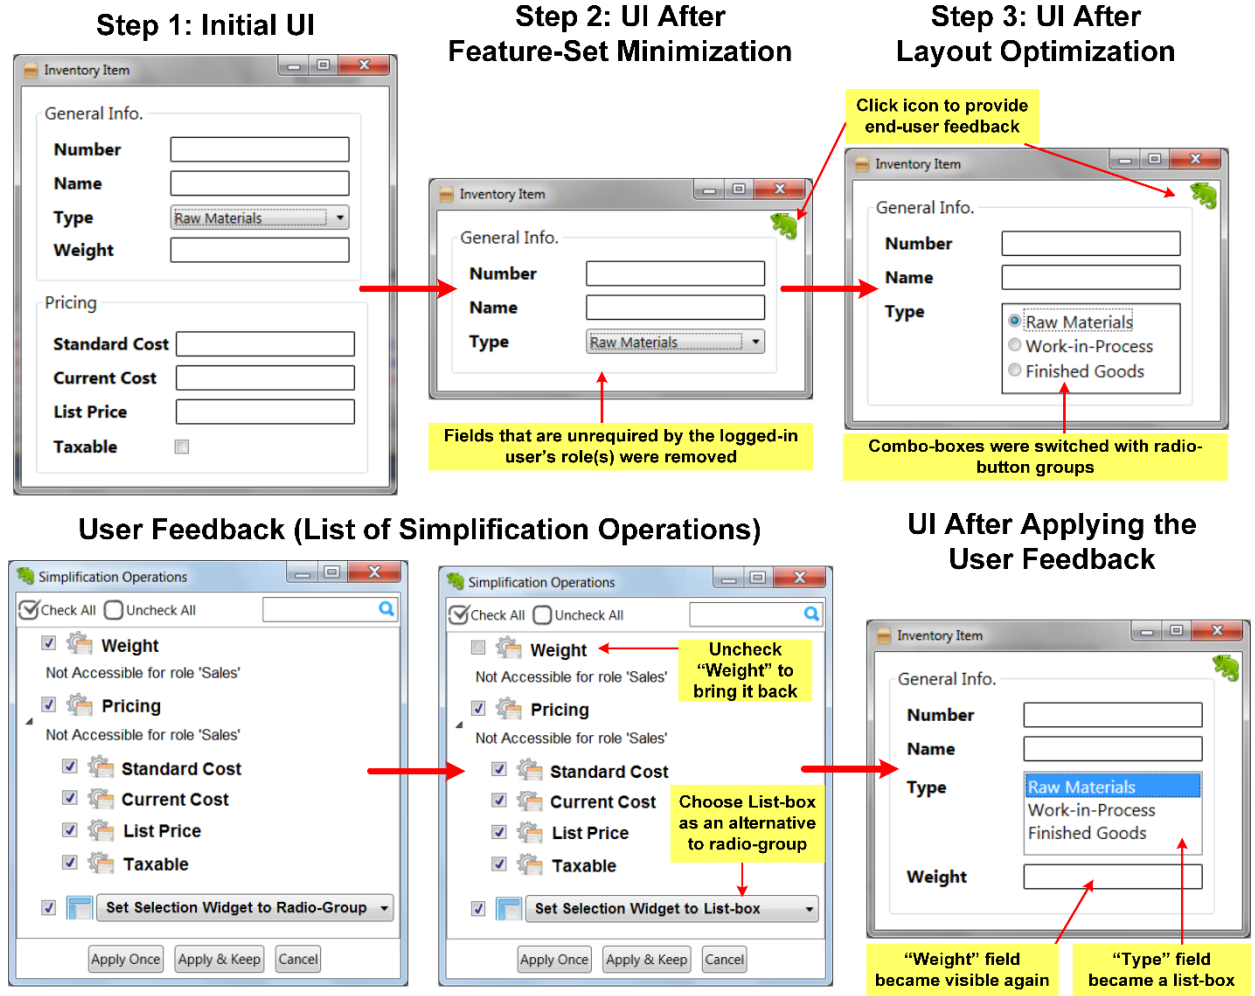 Step 1: Initial UI
Inventory Item
General Info.
Number
Name
Type
Raw Materials
Weight
Pricing
Standard Cost
Current Cost
List Price
Taxable
Step 2: UI After
Feature-Set Minimization
Inventory Item
General Info.
Number
Name
Type
Raw Materials
Fields that are unrequired by the logged-in
user's role(s) were removed
Step 3: UI After
Layout Optimization
Click icon to provide
end-user feedback
Inventory Item
General Info.
Number
Name
Type
Raw Materials
Work-in-Process
Finished Goods
Combo-boxes were switched with radio-
button groups
User Feedback (List of Simplification Operations)
Simplification Operations
Check All Uncheck All
Weight
Not Accessible for role 'Sales'
Pricing
Not Accessible for role 'Sales'
Standard Cost
Current Cost
List Price
Taxable
Set Selection Widget to Radio-Group
Apply Once Apply & Keep Cancel
Simplification Operations
Check All Uncheck All
Weight
Not Accessible for role 'Sales'
Uncheck
“Weight” to
bring it back
Pricing
Not Accessible for role 'Sales'
Standard Cost
Current Cost
List Price
Taxable
Choose List-box
as an alternative
to radio-group
Set Selection Widget to List-box
Apply Once Apply & Keep Cancel
UI After Applying the
User Feedback
Inventory Item
General Info.
Number
Name
Type
Raw Materials
Work-in-Process
Finished Goods
Weight
“Weight” field
became visible again
“Type” field
became a list-box